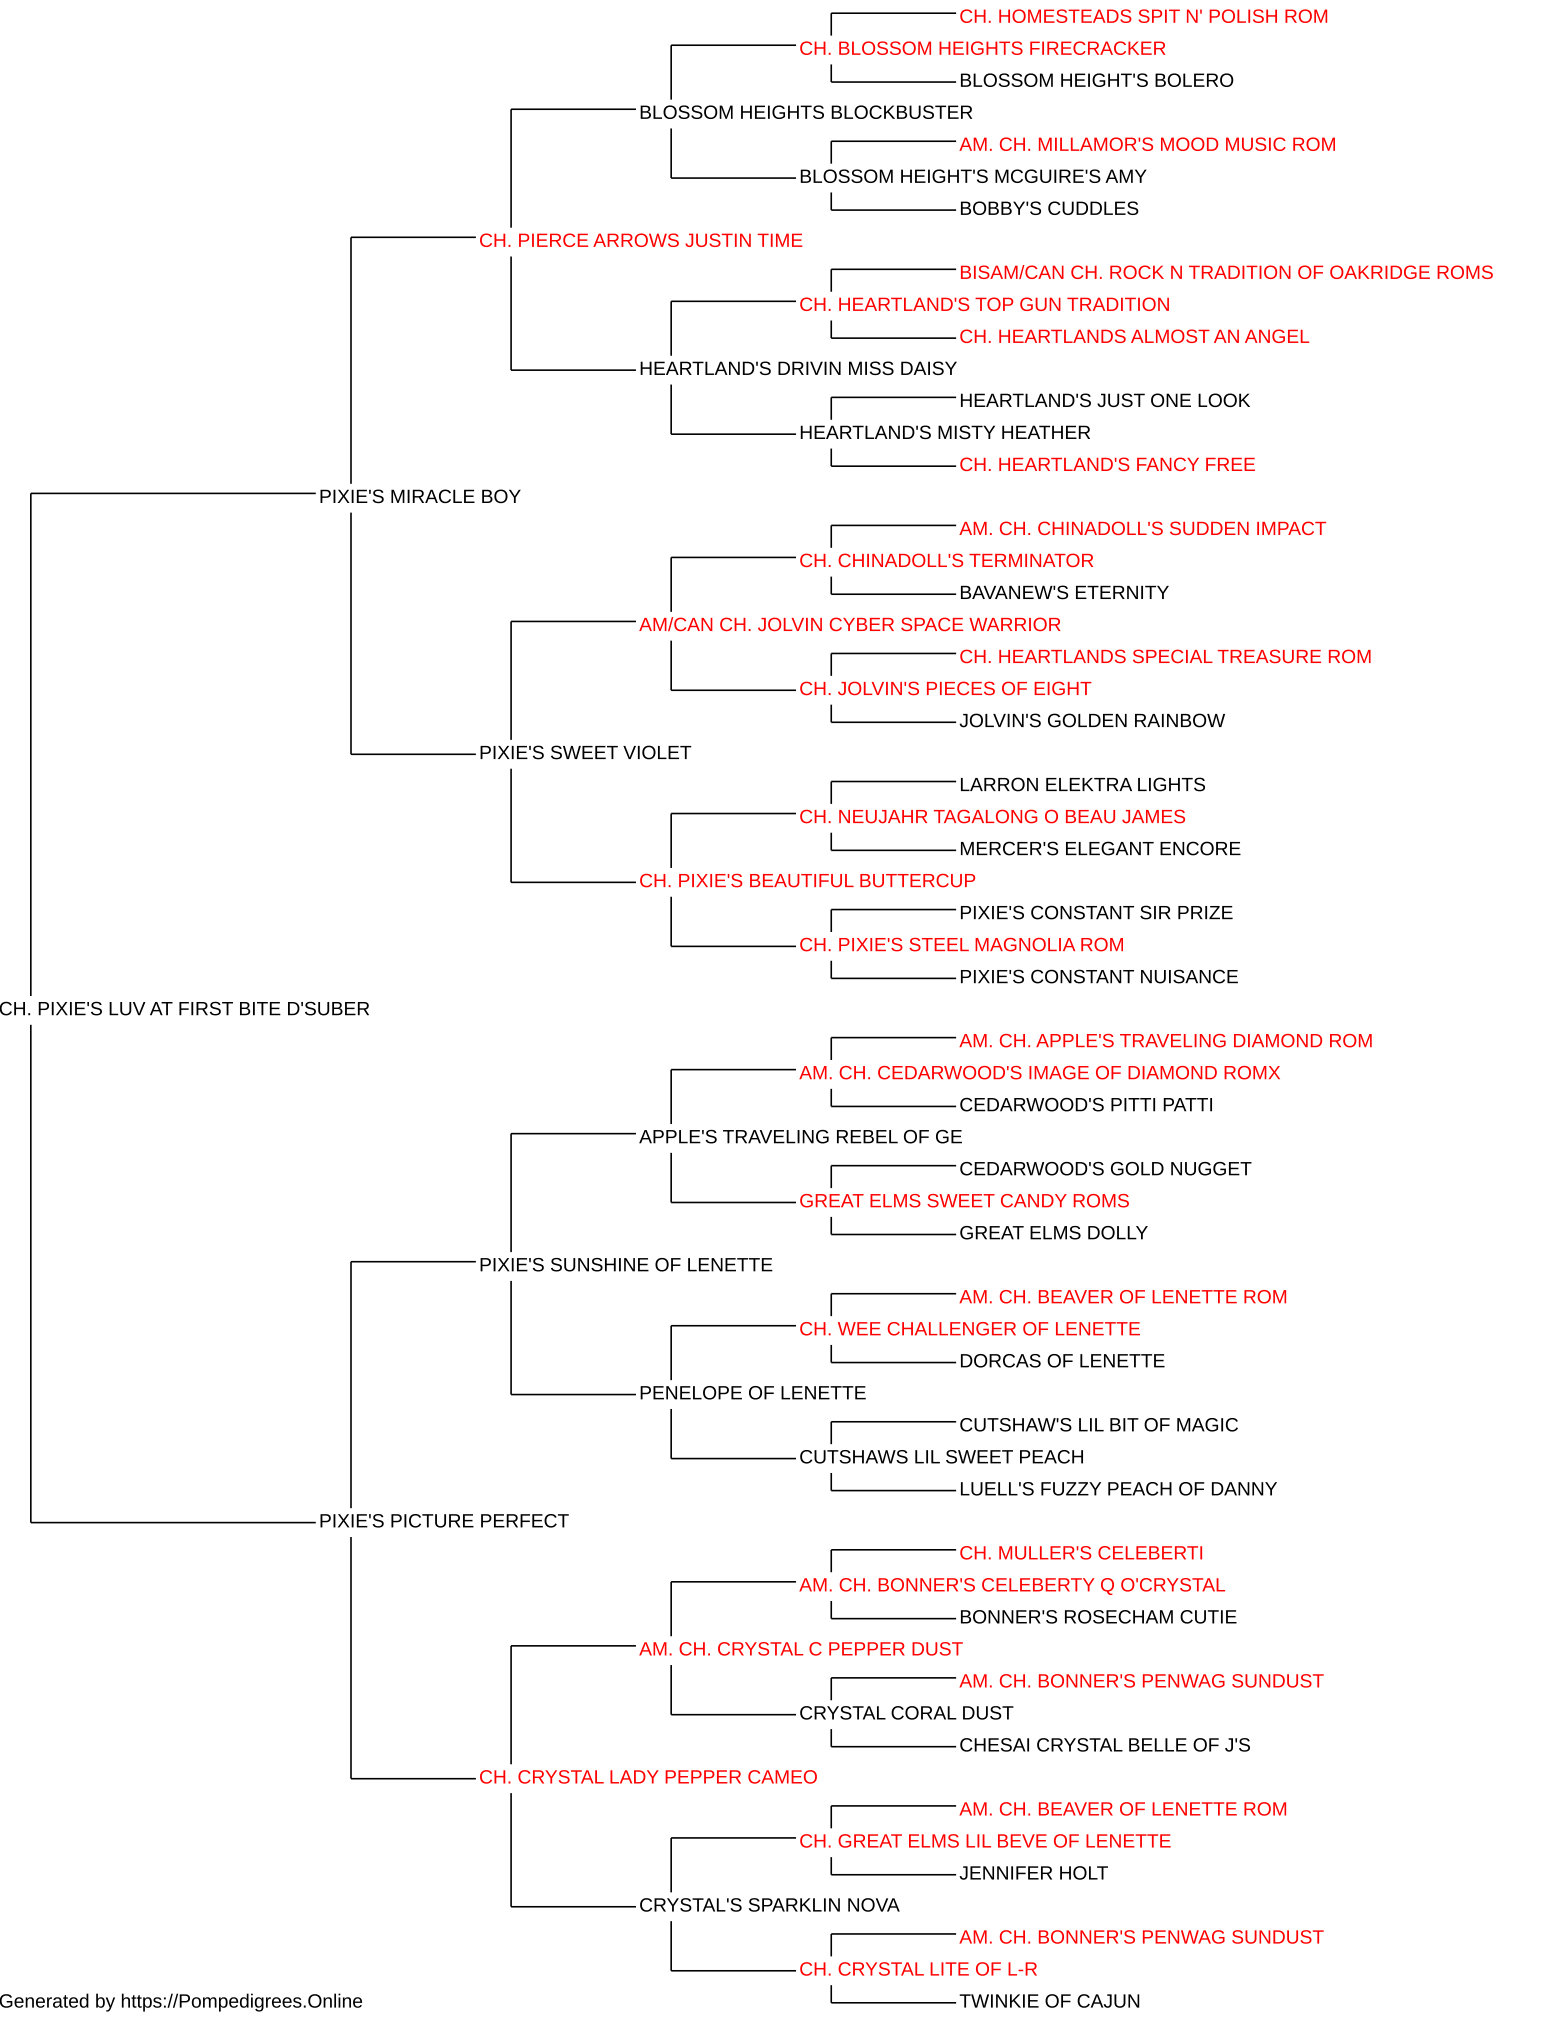 CH. HOMESTEADS SPIT N' POLISH ROM
CH. BLOSSOM HEIGHTS FIRECRACKER
BLOSSOM HEIGHT'S BOLERO
BLOSSOM HEIGHTS BLOCKBUSTER
AM. CH. MILLAMOR'S MOOD MUSIC ROM
BLOSSOM HEIGHT'S MCGUIRE'S AMY
BOBBY'S CUDDLES
CH. PIERCE ARROWS JUSTIN TIME
BISAM/CAN CH. ROCK N TRADITION OF OAKRIDGE ROMS
CH. HEARTLAND'S TOP GUN TRADITION
CH. HEARTLANDS ALMOST AN ANGEL
HEARTLAND'S DRIVIN MISS DAISY
HEARTLAND'S JUST ONE LOOK
HEARTLAND'S MISTY HEATHER
CH. HEARTLAND'S FANCY FREE
PIXIE'S MIRACLE BOY
AM. CH. CHINADOLL'S SUDDEN IMPACT
CH. CHINADOLL'S TERMINATOR
BAVANEW'S ETERNITY
AM/CAN CH. JOLVIN CYBER SPACE WARRIOR
CH. HEARTLANDS SPECIAL TREASURE ROM
CH. JOLVIN'S PIECES OF EIGHT
JOLVIN'S GOLDEN RAINBOW
PIXIE'S SWEET VIOLET
LARRON ELEKTRA LIGHTS
CH. NEUJAHR TAGALONG O BEAU JAMES
MERCER'S ELEGANT ENCORE
CH. PIXIE'S BEAUTIFUL BUTTERCUP
PIXIE'S CONSTANT SIR PRIZE
CH. PIXIE'S STEEL MAGNOLIA ROM
PIXIE'S CONSTANT NUISANCE
CH. PIXIE'S LUV AT FIRST BITE D'SUBER
AM. CH. APPLE'S TRAVELING DIAMOND ROM
AM. CH. CEDARWOOD'S IMAGE OF DIAMOND ROMX
CEDARWOOD'S PITTI PATTI
APPLE'S TRAVELING REBEL OF GE
CEDARWOOD'S GOLD NUGGET
GREAT ELMS SWEET CANDY ROMS
GREAT ELMS DOLLY
PIXIE'S SUNSHINE OF LENETTE
AM. CH. BEAVER OF LENETTE ROM
CH. WEE CHALLENGER OF LENETTE
DORCAS OF LENETTE
PENELOPE OF LENETTE
CUTSHAW'S LIL BIT OF MAGIC
CUTSHAWS LIL SWEET PEACH
LUELL'S FUZZY PEACH OF DANNY
PIXIE'S PICTURE PERFECT
CH. MULLER'S CELEBERTI
AM. CH. BONNER'S CELEBERTY Q O'CRYSTAL
BONNER'S ROSECHAM CUTIE
AM. CH. CRYSTAL C PEPPER DUST
AM. CH. BONNER'S PENWAG SUNDUST
CRYSTAL CORAL DUST
CHESAI CRYSTAL BELLE OF J'S
CH. CRYSTAL LADY PEPPER CAMEO
AM. CH. BEAVER OF LENETTE ROM
CH. GREAT ELMS LIL BEVE OF LENETTE
JENNIFER HOLT
CRYSTAL'S SPARKLIN NOVA
AM. CH. BONNER'S PENWAG SUNDUST
CH. CRYSTAL LITE OF L-R
TWINKIE OF CAJUN
Generated by https://Pompedigrees.Online